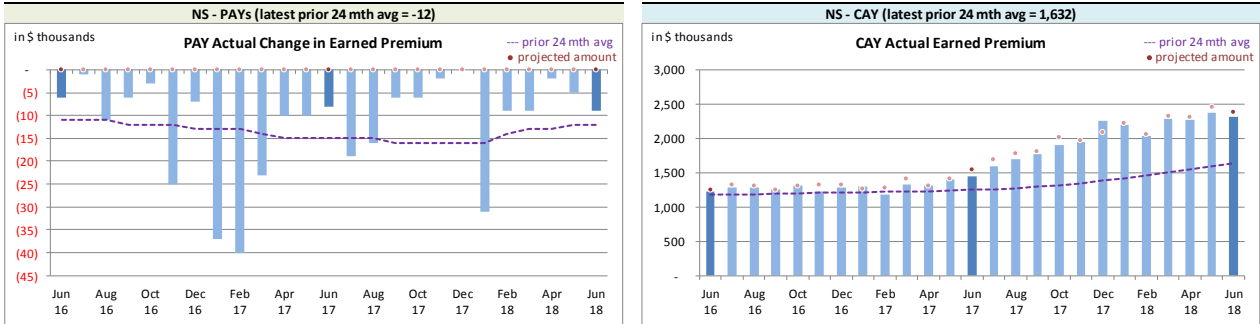 NS - PAYs (latest prior 24 mth avg = -12)
in $ thousands
PAY Actual Change in Earned Premium
--- prior 24 mth avg
• projected amount
-
(5)
(10)
(15)
(20)
(25)
(30)
(35)
(40)
(45)
Jun Aug Oct Dec Feb Apr Jun Aug Oct Dec Feb Apr Jun
16 16 16 16 17 17 17 17 17 17 18 18 18
NS - CAY (latest prior 24 mth avg = 1,632)
in $ thousands
CAY Actual Earned Premium
--- prior 24 mth avg
• projected amount
3,000
2,500
2,000
1,500
1,000
500
-
Jun Aug Oct Dec Feb Apr Jun Aug Oct Dec Feb Apr Jun
16 16 16 16 17 17 17 17 17 17 18 18 18